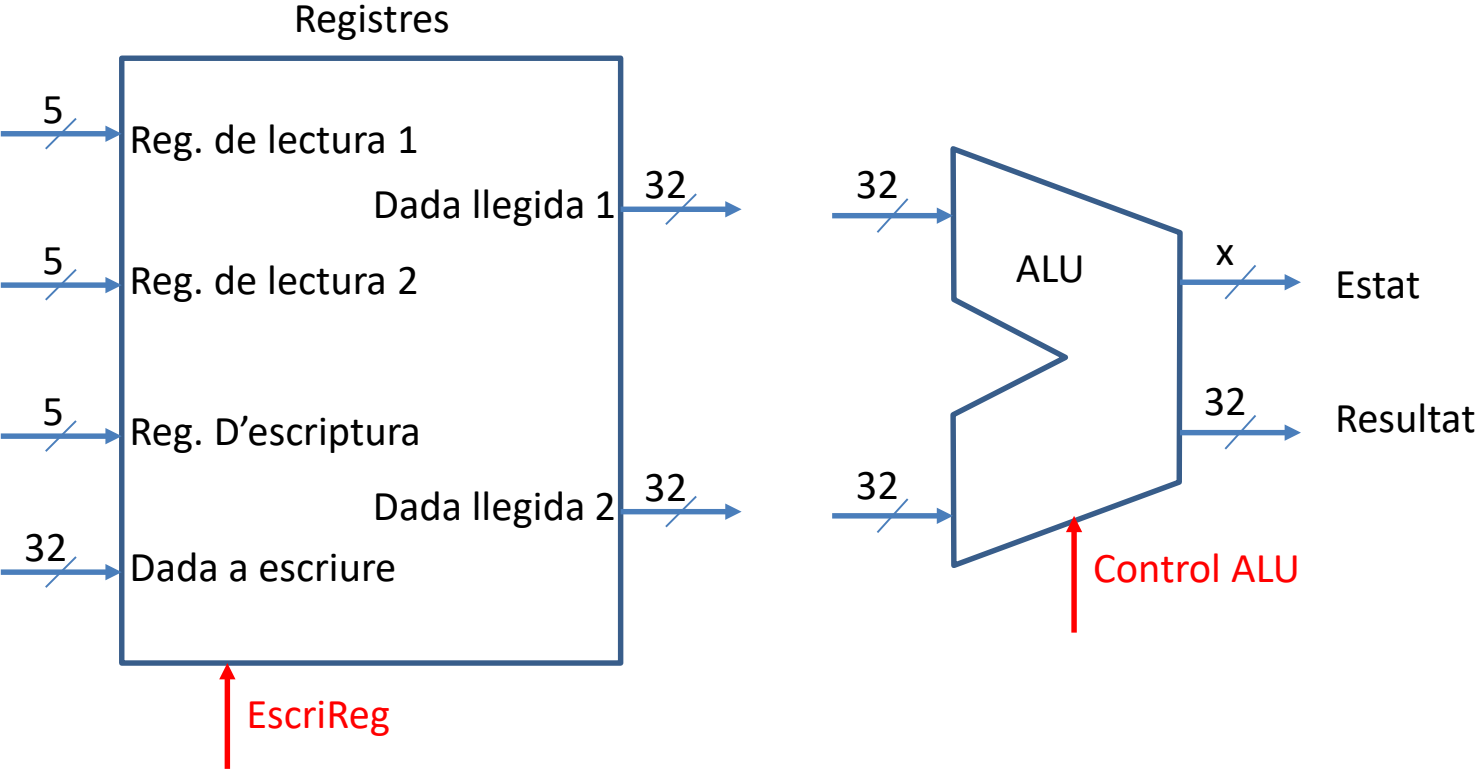 Registres
5
Reg. de lectura 1
Dada llegida 1
32
5
Reg. de lectura 2
5
Reg. D’escriptura
Dada llegida 2
32
32
Dada a escriure
EscriReg
32
ALU
x
Estat
32
Resultat
32
Control ALU